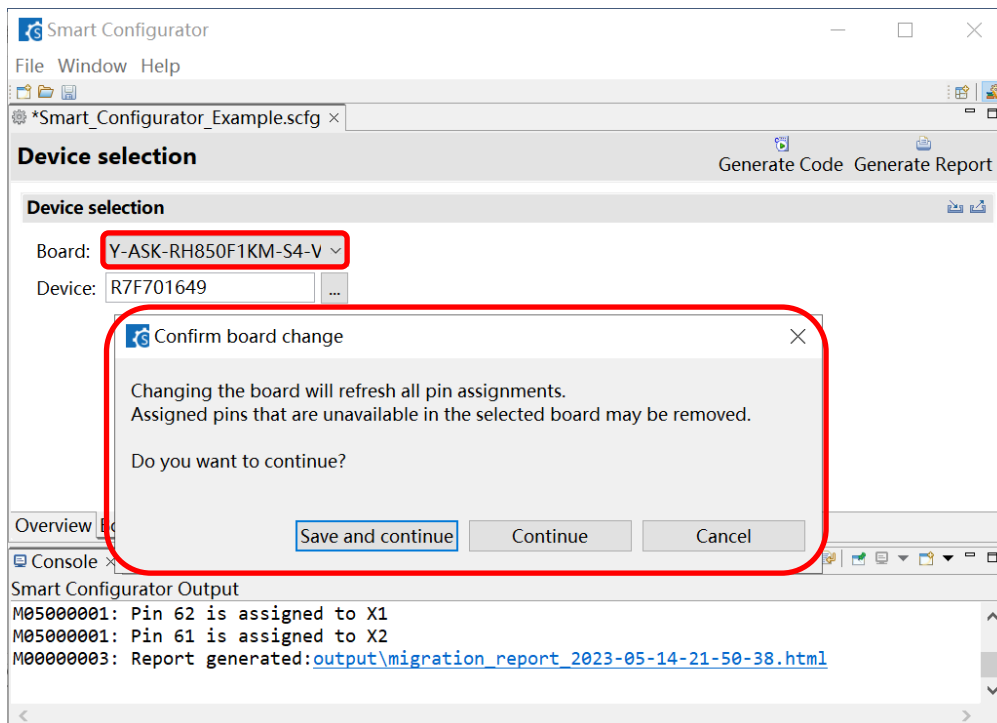 Smart Configurator
File Window Help
*Smart_Configurator_Example.scfg
Device selection
Generate Code Generate Report
Device selection
Board: Y-ASK-RH850F1KM-S4-V
Device: R7F701649 ...
Confirm board change
Changing the board will refresh all pin assignments.
Assigned pins that are unavailable in the selected board may be removed.
Do you want to continue?
Save and continue Continue Cancel
Overview
Console
Smart Configurator Output
M05000001: Pin 62 is assigned to X1
M05000001: Pin 61 is assigned to X2
M00000003: Report generated:output\migration_report_2023-05-14-21-50-38.html